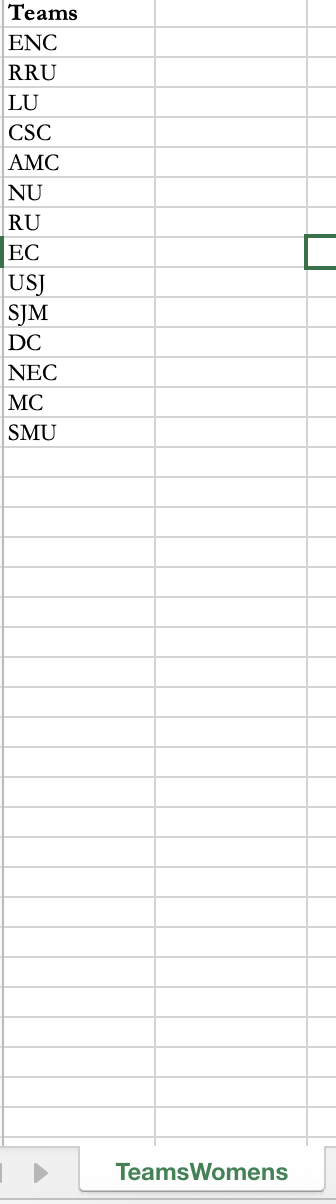 Teams
ENC
RRU
LU
CSC
AMC
NU
RU
EC
USJ
SJM
DC
NEC
MC
SMU
TeamsWomens